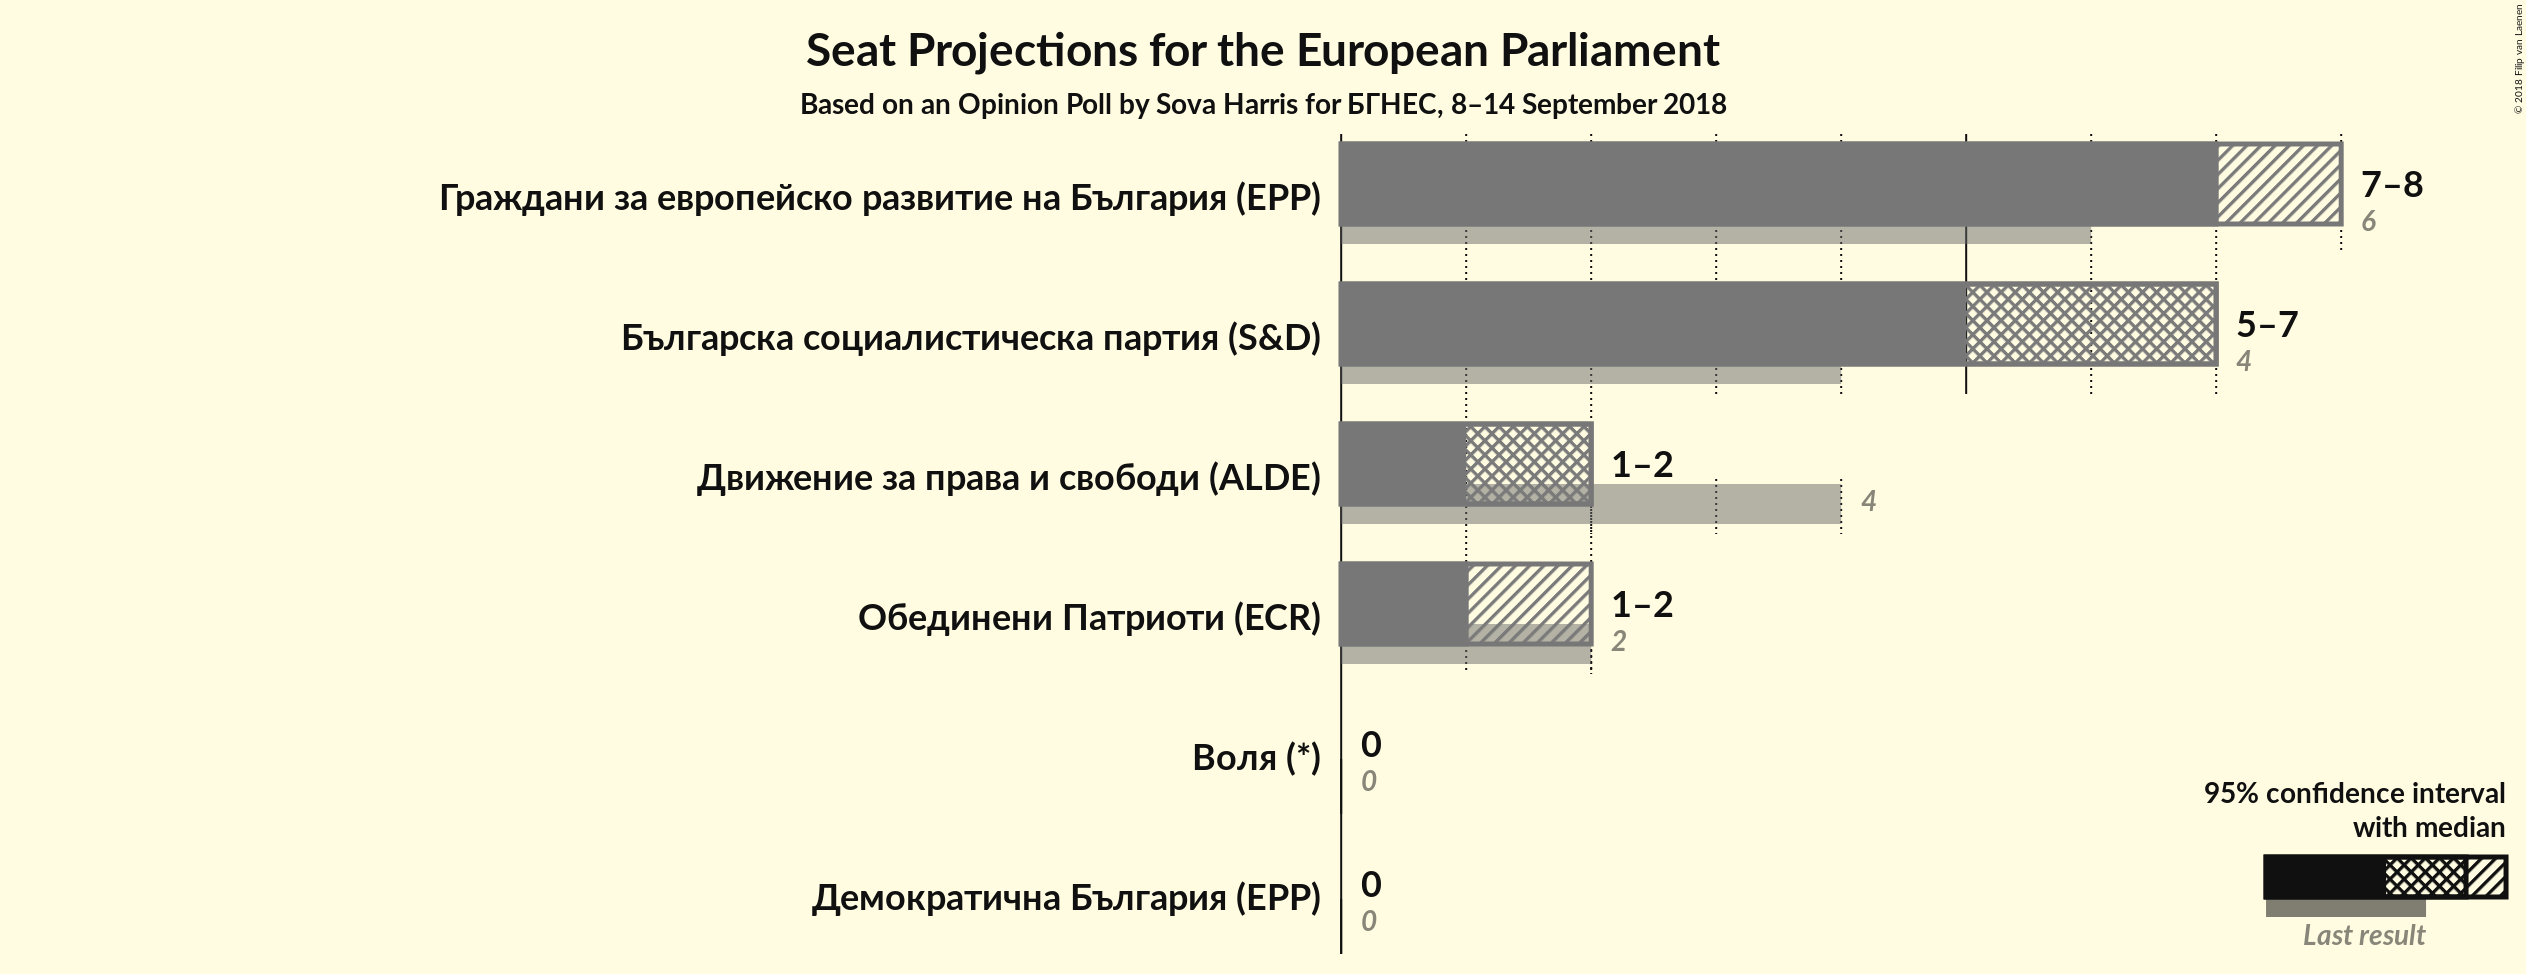 Seat Projections for the European Parliament
Based on an Opinion Poll by Sova Harris for БГНЕС, 8–14 September 2018
© 2018 Filip van Laenen
Граждани за европейско развитие на България (EPP)
7–8
6
Българска социалистическа партия (S&D)
5–7
4
Движение за права и свободи (ALDE)
1–2
4
Обединени Патриоти (ECR)
1–2
2
Воля (*)
0
0
Демократична България (EPP)
0
0
95% confidence interval
with median
Last result